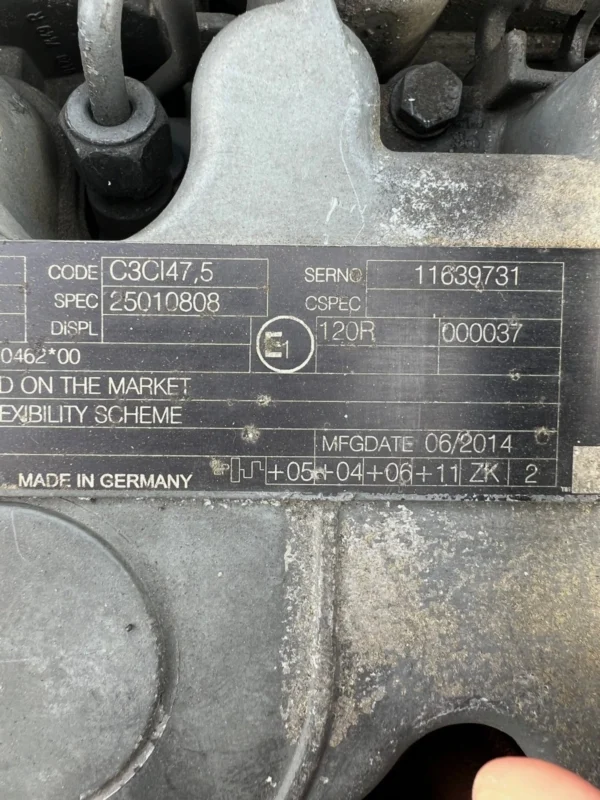 CODE C3CI47,5 SERNO 11639731
SPEC 25010808 CSPEC
DISPL E1 120R 000037
0462*00
D ON THE MARKET
EXIBILITY SCHEME
MFGDATE 06/2014
MADE IN GERMANY +05 +04 +06 +11 ZK 2